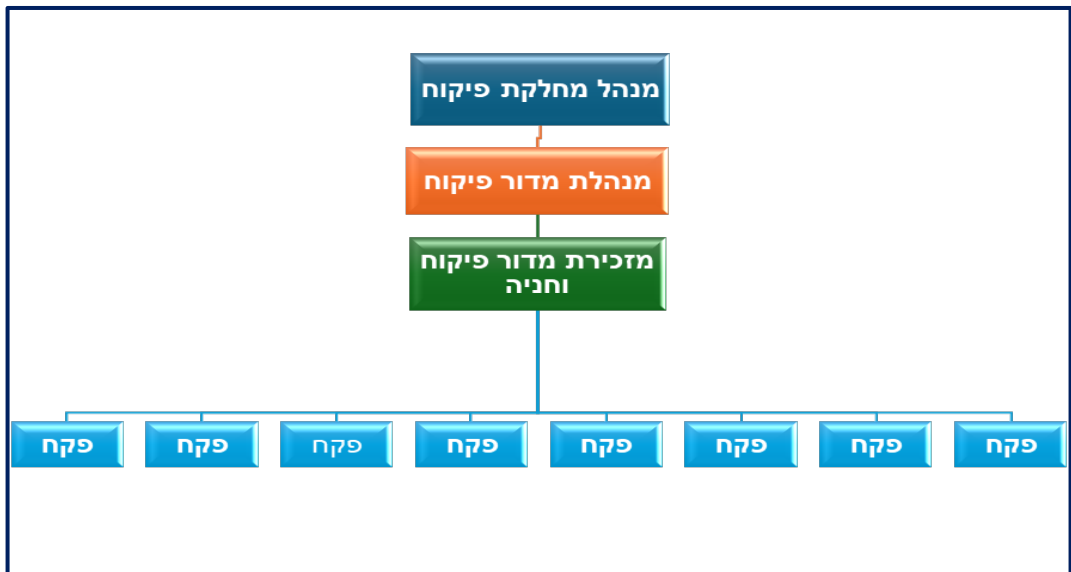 מנהל מחלקת פיקוח
מנהלת מדור פיקוח
מזכירת מדור פיקוח
וחניה
פקח
פקח
פקח
פקח
פקח
פקח
פקח
פקח